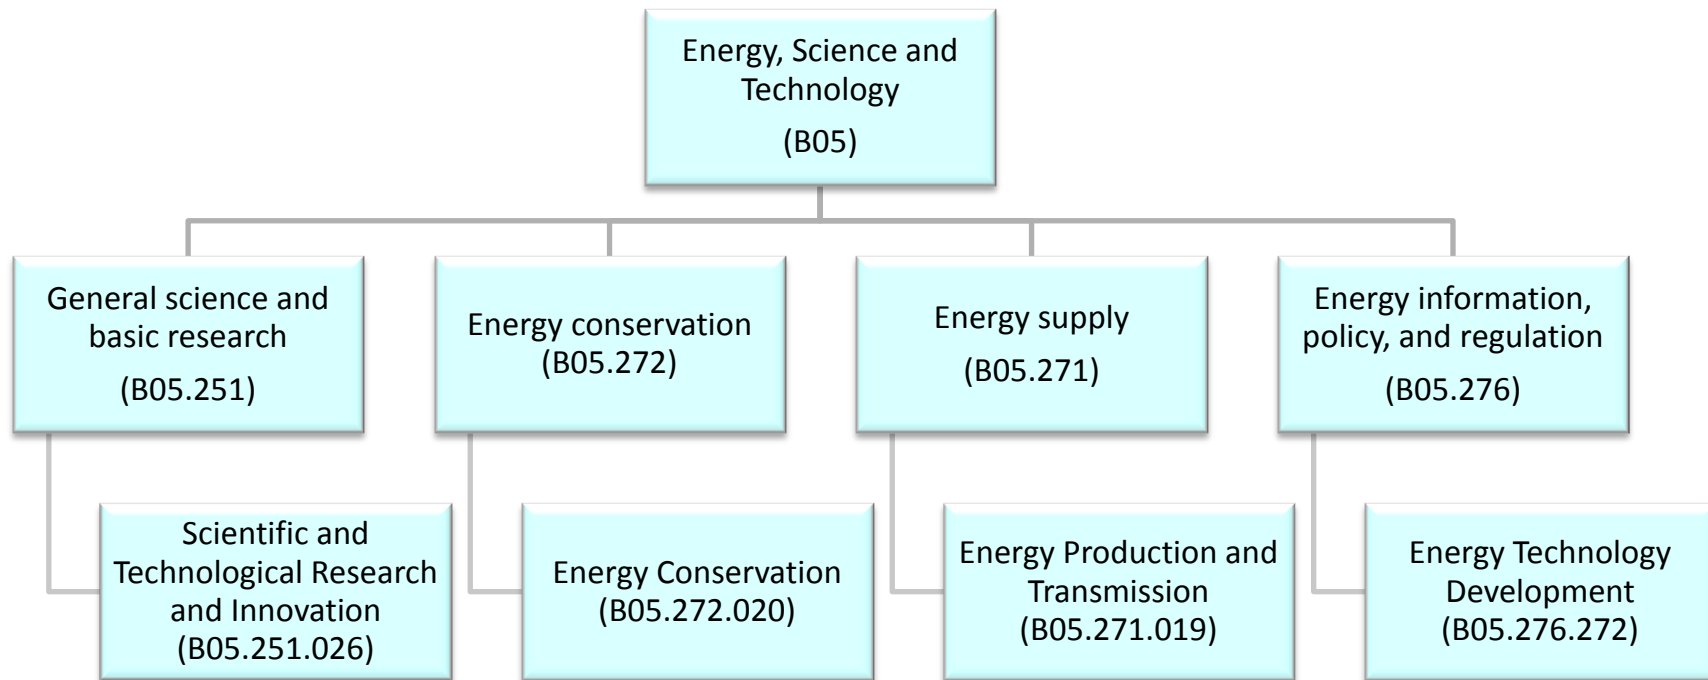 Energy, Science and
Technology
(B05)
General science and
basic research
(B05.251)
Energy conservation
(B05.272)
Energy supply
(B05.271)
Energy information,
policy, and regulation
(B05.276)
Scientific and
Technological Research
and Innovation
(B05.251.026)
Energy Conservation
(B05.272.020)
Energy Production and
Transmission
(B05.271.019)
Energy Technology
Development
(B05.276.272)